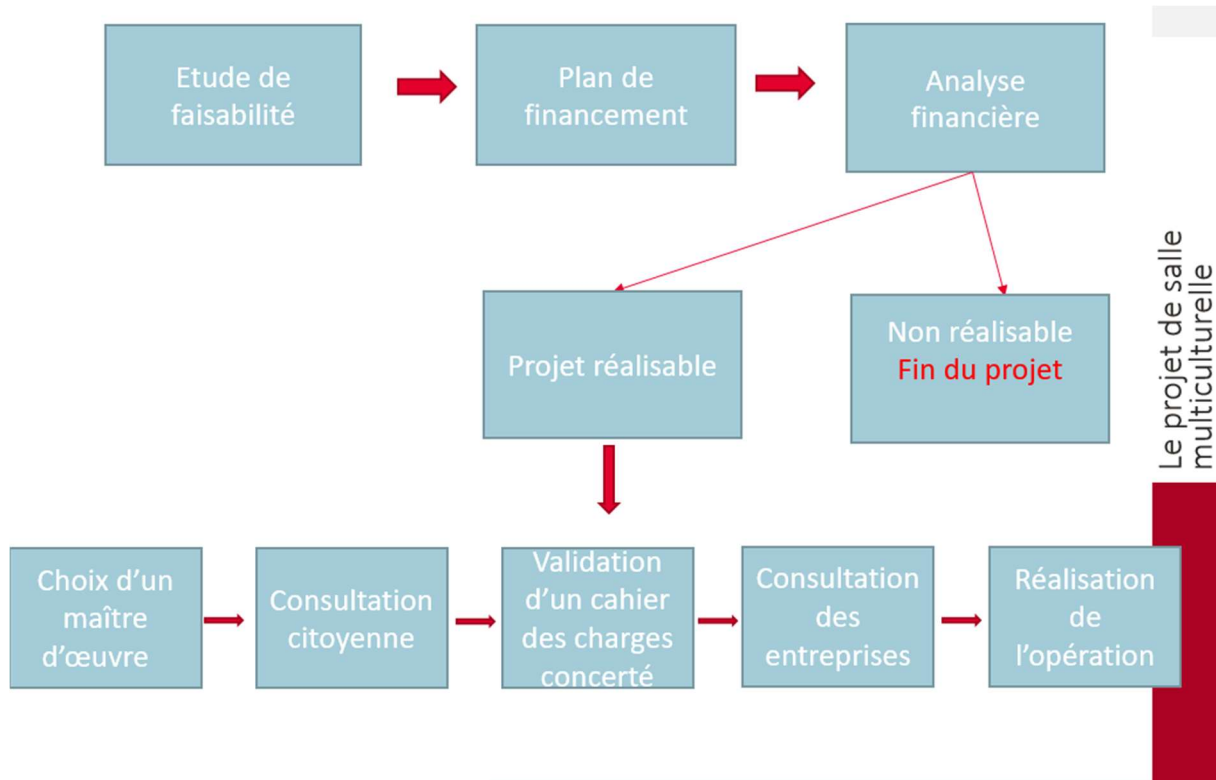 Etude de
faisabilité
Plan de
financement
Analyse
financière
Projet réalisable
Non réalisable
Fin du projet
Choix d'un
maître
d'œuvre
Consultation
citoyenne
Validation
d'un cahier
des charges
concerté
Consultation
des
entreprises
Réalisation
de
l'opération
Le projet de salle
multiculturelle